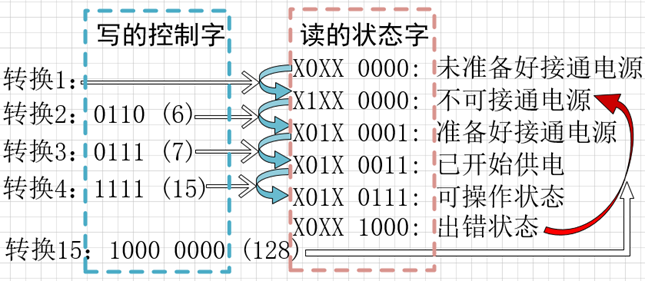 写的控制字 读的状态字
X0XX 0000: 未准备好接通电源
转换1:
X1XX 0000: 不可接通电源
转换2: 0110 (6)
X01X 0001: 准备好接通电源
转换3: 0111 (7)
X01X 0011: 已开始供电
转换4: 1111 (15)
X01X 0111: 可操作状态
X0XX 1000: 出错状态
转换15: 1000 0000 (128)